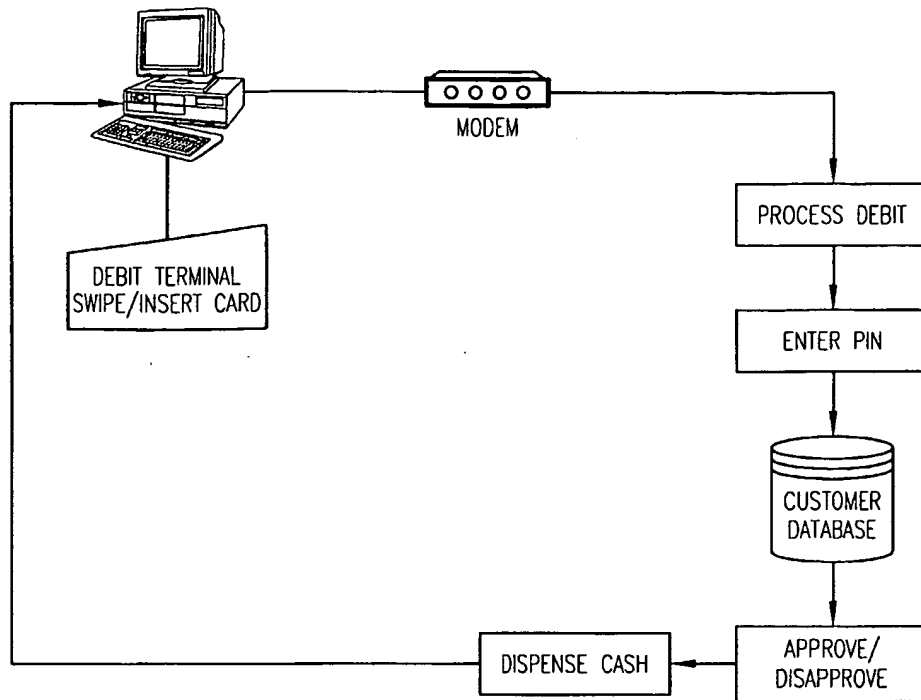 MODEM
PROCESS DEBIT
DEBIT TERMINAL
SWIPE/INSERT CARD
ENTER PIN
CUSTOMER
DATABASE
DISPENSE CASH
APPROVE/
DISAPPROVE